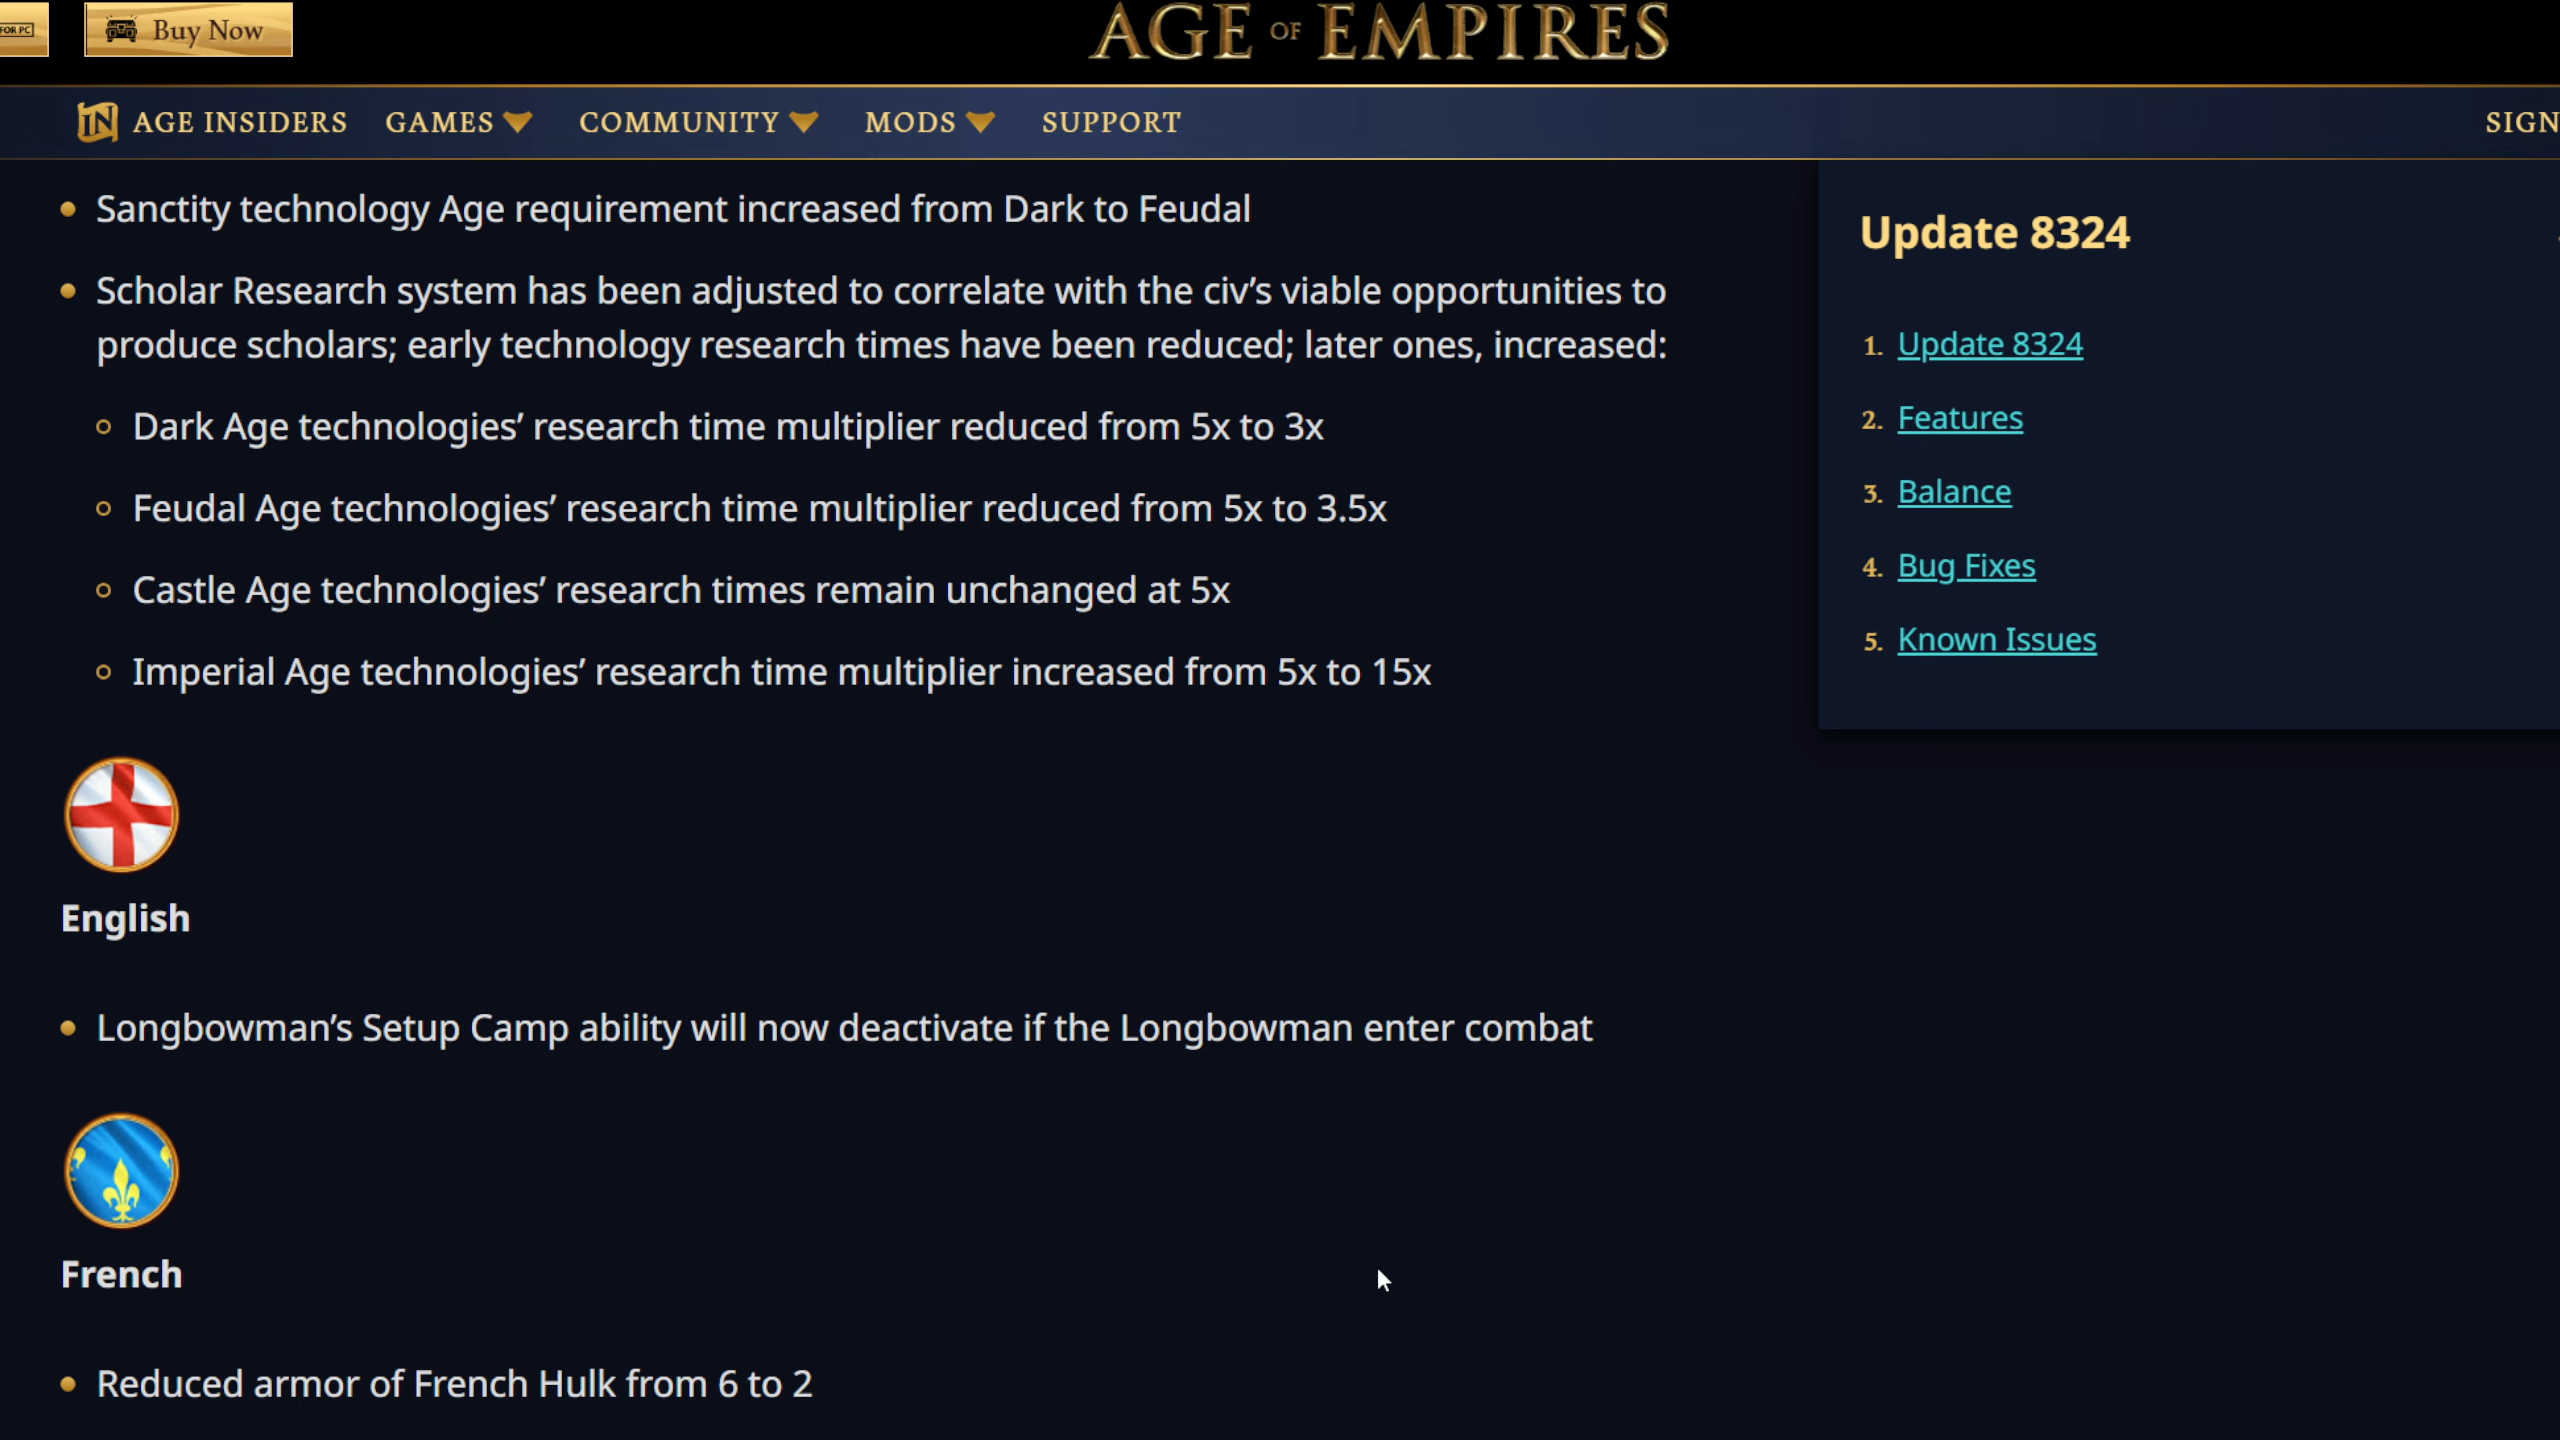 FOR PC
Buy Now
AGE OF EMPIRES
IN AGE INSIDERS GAMES COMMUNITY MODS SUPPORT SIGN
Sanctity technology Age requirement increased from Dark to Feudal
Scholar Research system has been adjusted to correlate with the civ’s viable opportunities to
produce scholars; early technology research times have been reduced; later ones, increased:
Dark Age technologies’ research time multiplier reduced from 5x to 3x
Feudal Age technologies’ research time multiplier reduced from 5x to 3.5x
Castle Age technologies’ research times remain unchanged at 5x
Imperial Age technologies’ research time multiplier increased from 5x to 15x
English
Longbowman’s Setup Camp ability will now deactivate if the Longbowman enter combat
French
Reduced armor of French Hulk from 6 to 2
Update 8324
1. Update 8324
2. Features
3. Balance
4. Bug Fixes
5. Known Issues